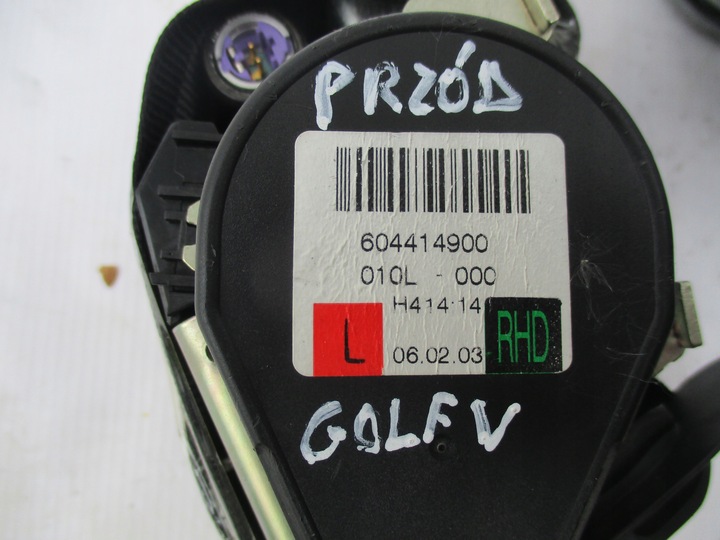 PRZÓD
604414900
010L - 000
H414:14
L 06.02.03 RHD
GOLF V